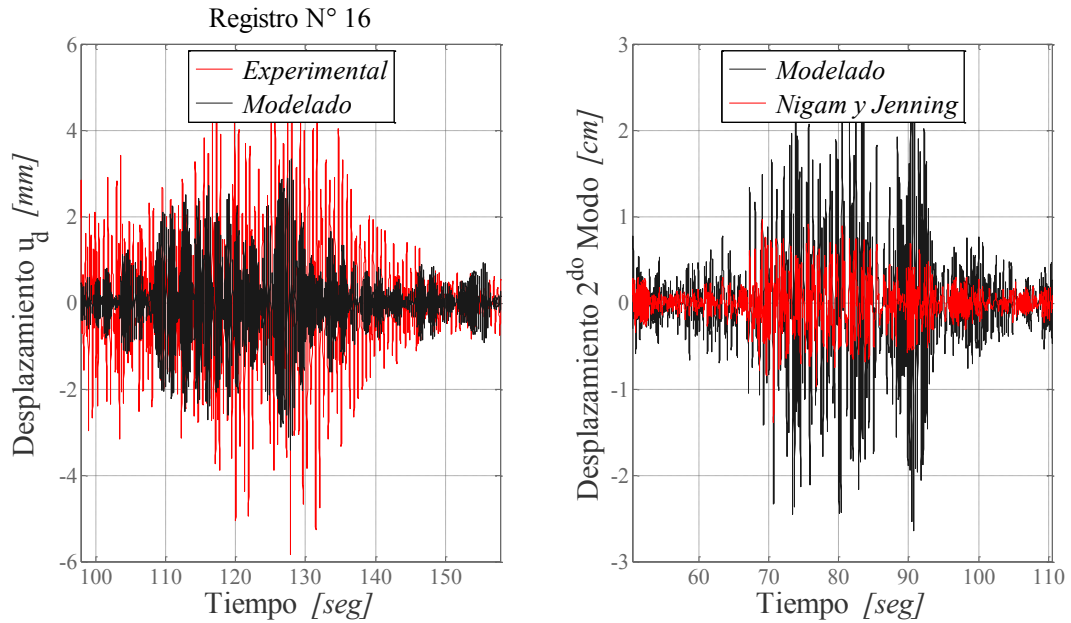 Registro N° 16
6
4
2
0
-2
-4
-6
Desplazamiento u_d [mm]
Experimental
Modelado
100
110
120
130
140
150
Tiempo [seg]
3
2
1
0
-1
-2
-3
Desplazamiento 2^do Modo [cm]
Modelado
Nigam y Jenning
60
70
80
90
100
110
Tiempo [seg]